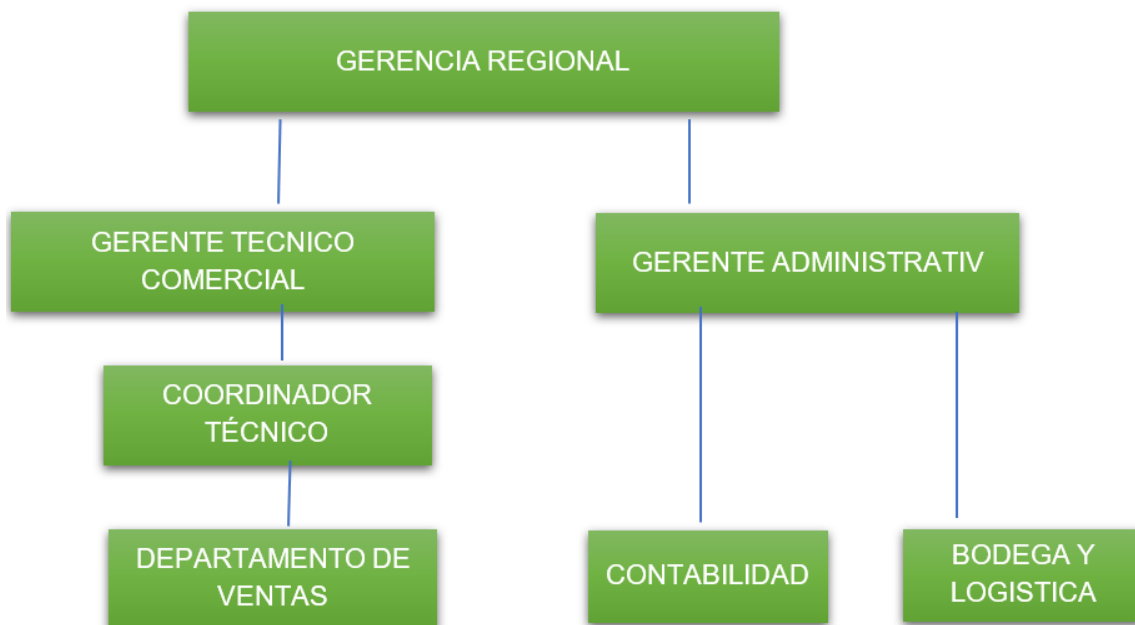 GERENCIA REGIONAL
GERENTE TECNICO
COMERCIAL
GERENTE ADMINISTRATIV
COORDINADOR
TÉCNICO
DEPARTAMENTO DE
VENTAS
CONTABILIDAD
BODEGA Y
LOGISTICA